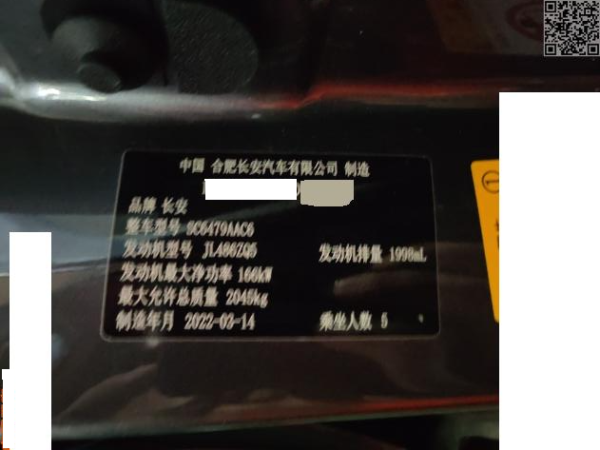 中国 合肥长安汽车有限公司 制造
品牌 长安
整车型号 SC6479AAC6
发动机型号 JL486ZQ5 发动机排量 1998mL
发动机最大净功率 166kW
最大允许总质量 2045kg
制造年月 2022-03-14 乘坐人数 5